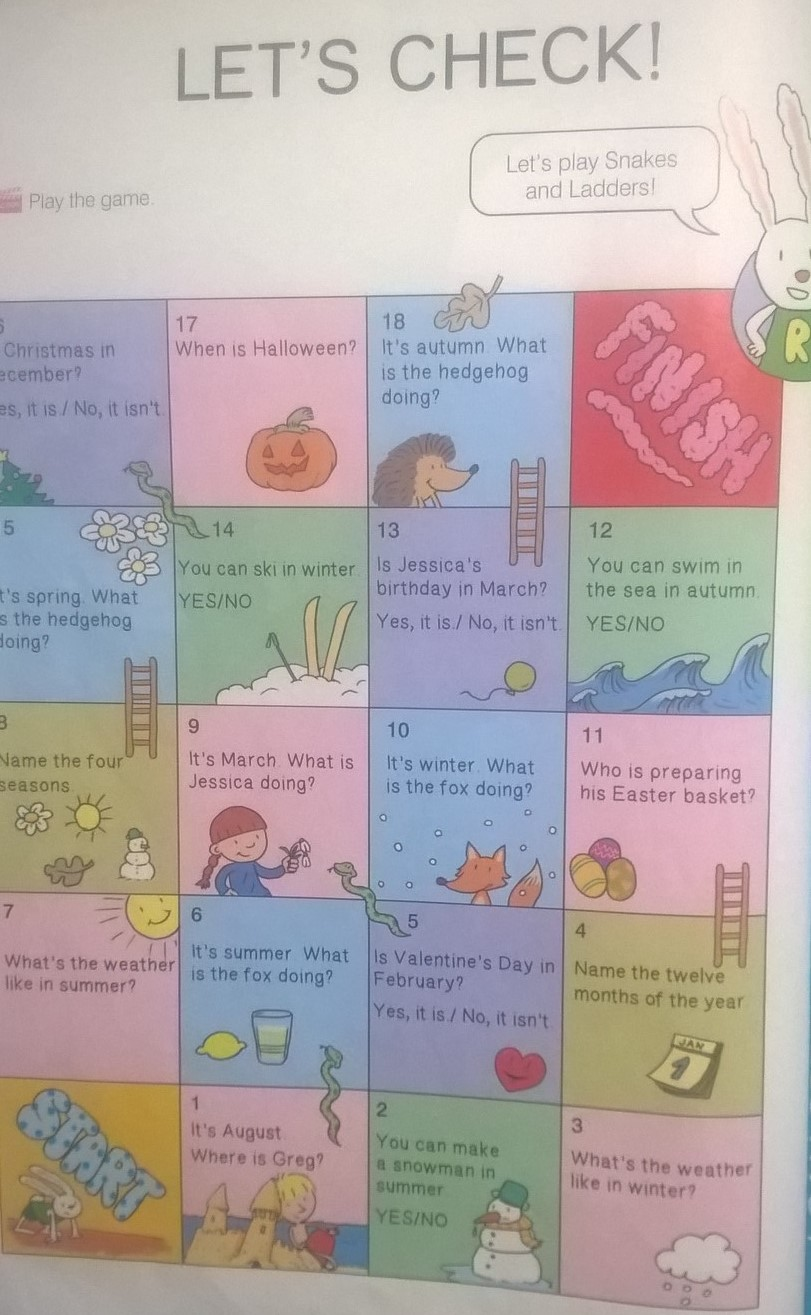 LET'S CHECK!
Let's play Snakes
and Ladders!
Play the game.
Christmas in
ecember?
es, it is./ No, it isn't.
17
When is Halloween?
18
It's autumn. What
is the hedgehog
doing?
FINISH
5
t's spring. What
s the hedgehog
doing?
14
You can ski in winter.
YES/NO
13
Is Jessica's
birthday in March?
Yes, it is./ No, it isn't.
12
You can swim in
the sea in autumn.
YES/NO
8
Name the four
seasons.
9
It's March. What is
Jessica doing?
10
It's winter. What
is the fox doing?
11
Who is preparing
his Easter basket?
7
What's the weather
like in summer?
6
It's summer. What
is the fox doing?
5
Is Valentine's Day in
February?
Yes, it is./ No, it isn't.
4
Name the twelve
months of the year.
JAN
1
START
1
It's August.
Where is Greg?
2
You can make
a snowman in
summer.
YES/NO
3
What's the weather
like in winter?
R